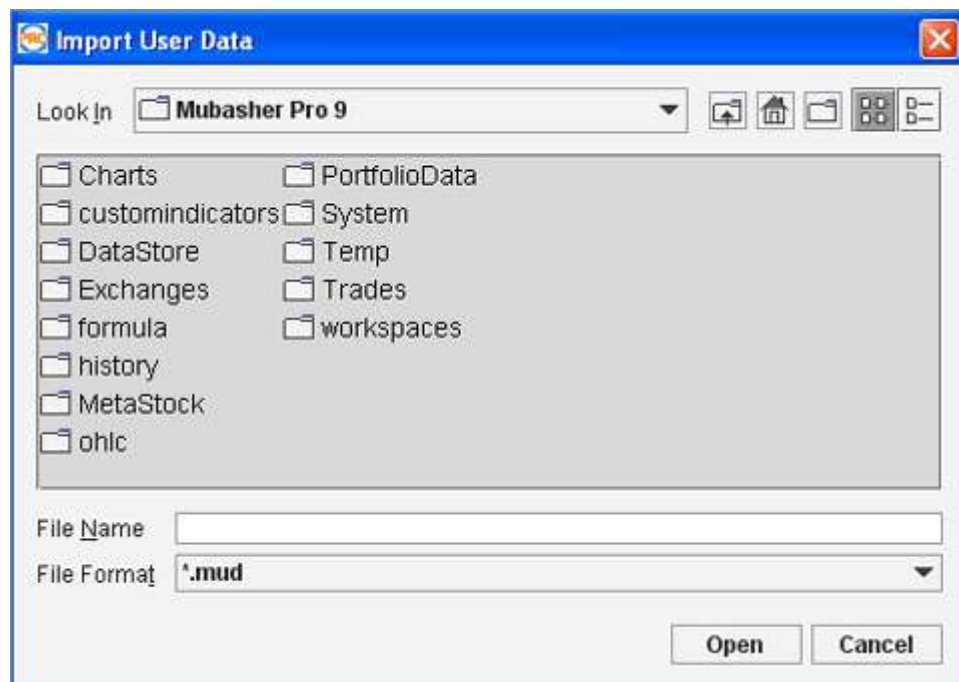 Import User Data
Look In Mubasher Pro 9
Charts PortfolioData
customindicators System
DataStore Temp
Exchanges Trades
formula workspaces
history
MetaStock
ohlc
File Name
File Format *.mud
Open Cancel